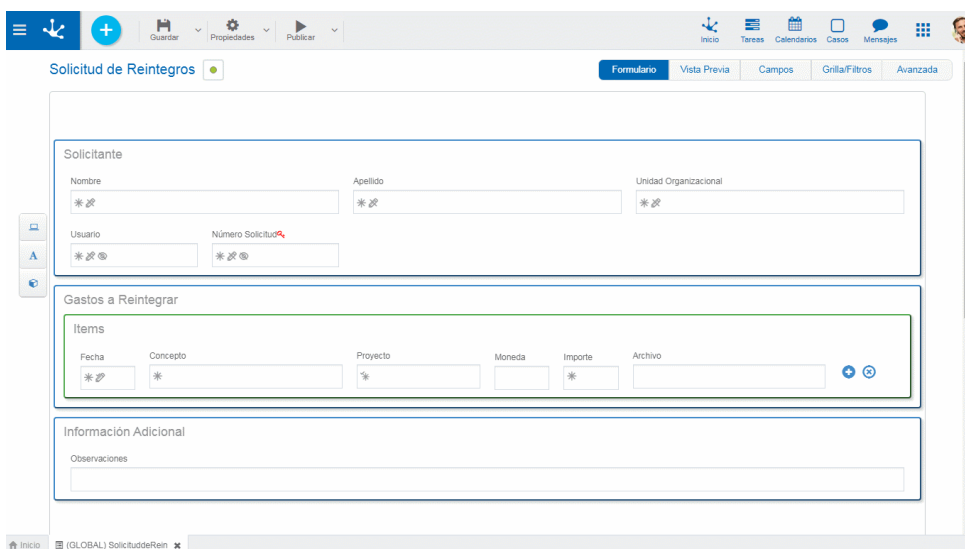 Guardar
Propiedades
Publicar
Inicio
Tareas
Calendarios
Casos
Mensajes
Solicitud de Reintegros
Formulario
Vista Previa
Campos
Grilla/Filtros
Avanzada
Solicitante
Nombre
Apellido
Unidad Organizacional
Usuario
Número Solicitud
A
Gastos a Reintegrar
Items
Fecha
Concepto
Proyecto
Moneda
Importe
Archivo
Información Adicional
Observaciones
Inicio
(GLOBAL) SolicituddeRein